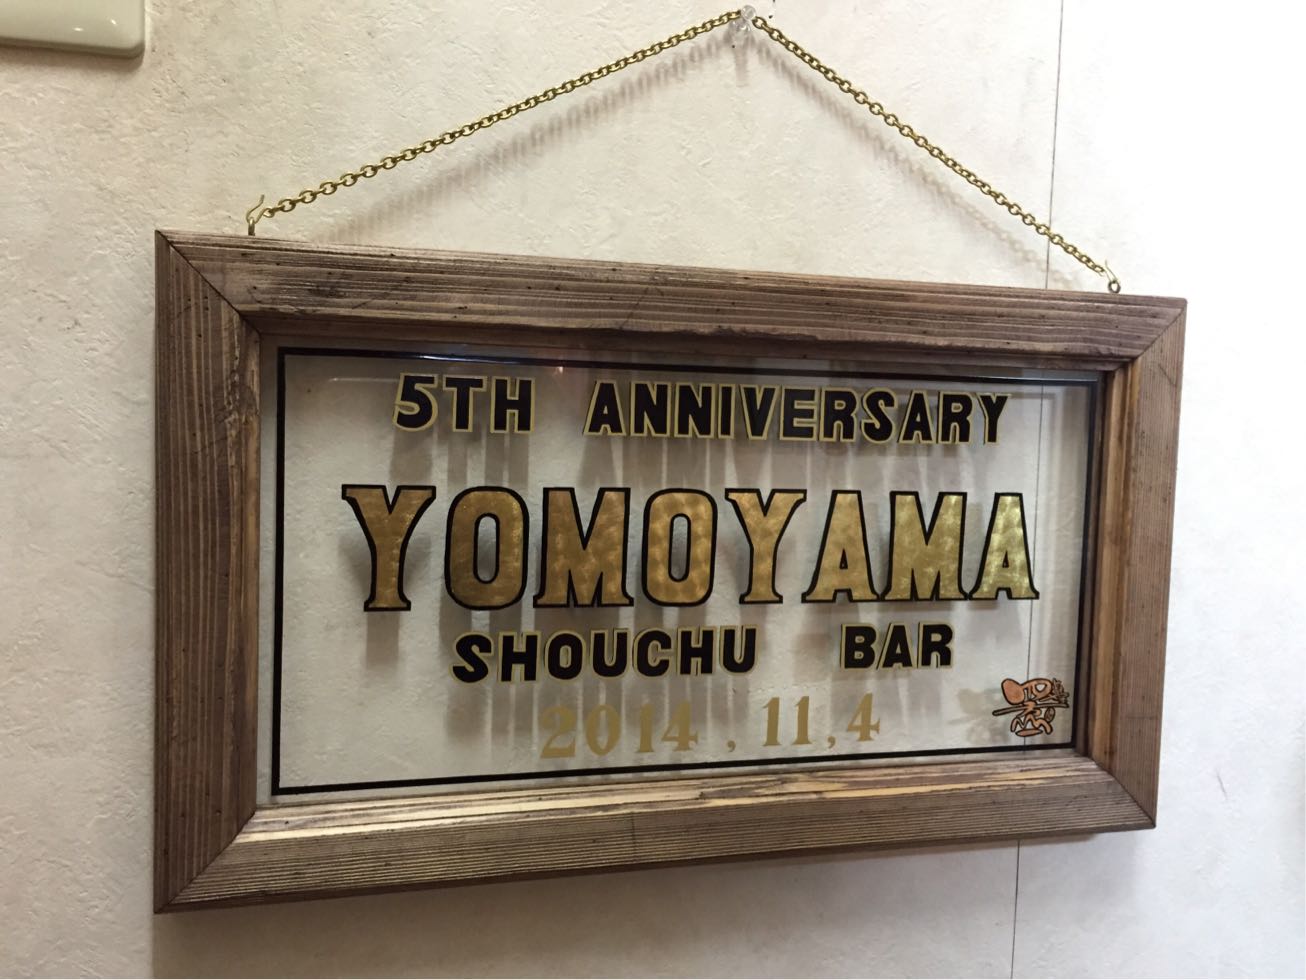 5TH ANNIVERSARY
YOMOYAMA
SHOUCHU BAR
2014,11,4